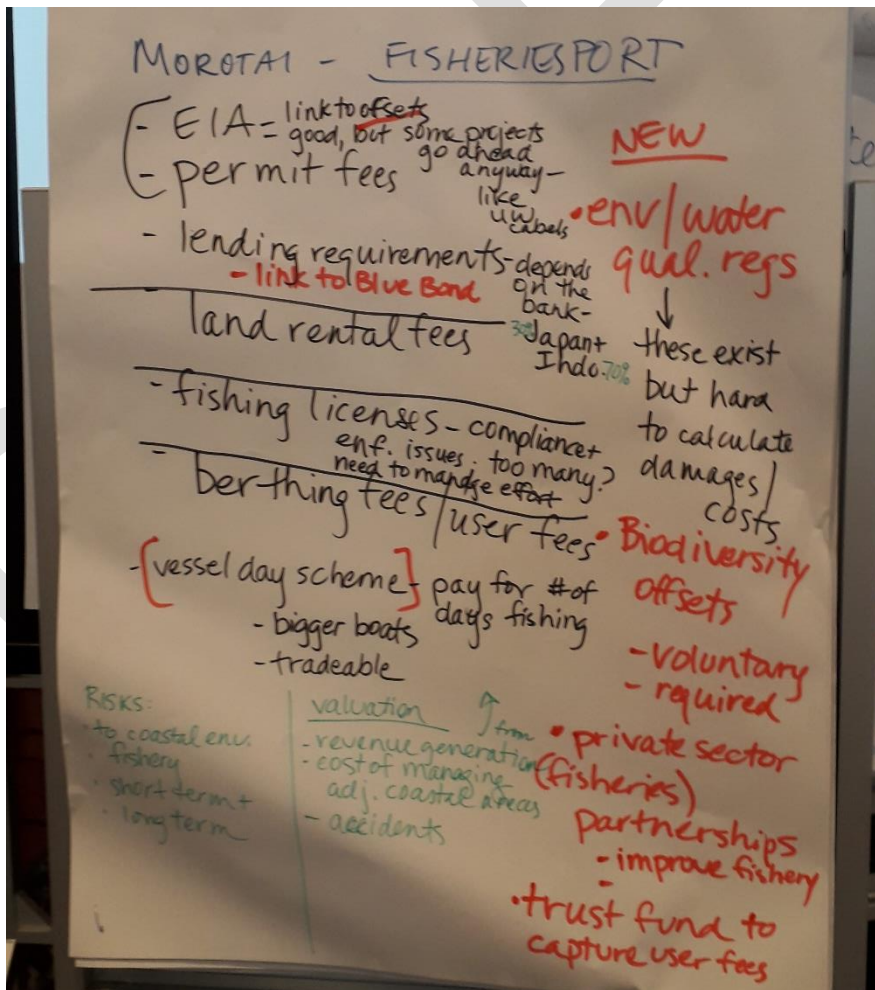 MOROTAI - FISHERIESPORT
- EIA = link to ofsets
good, but some projects
go ahead
anyway-
like
uw
cabels
- permit fees
- lending requirements - depends
on the
bank-
30% Japan +
Indo. 70%
- link to Blue Bond
- land rental fees
- fishing licenses - compliance +
enf. issues; too many?
need to manage effort
- berthing fees/user fees
- [vessel day scheme] - pay for # of
days fishing
- bigger boats
- tradeable
NEW
• env/water
qual. regs
↓
these exist
but hard
to calculate
damages/
costs
• Biodiversity
offsets
- voluntary
- required
• private sector
(fisheries)
partnerships
- improve fishery
-
• trust fund to
capture user fees
RISKS:
• to coastal env.
• fishery
• short term +
• long term
valuation
↑ from
- revenue generation
- cost of managing
adj. coastal areas
- accidents